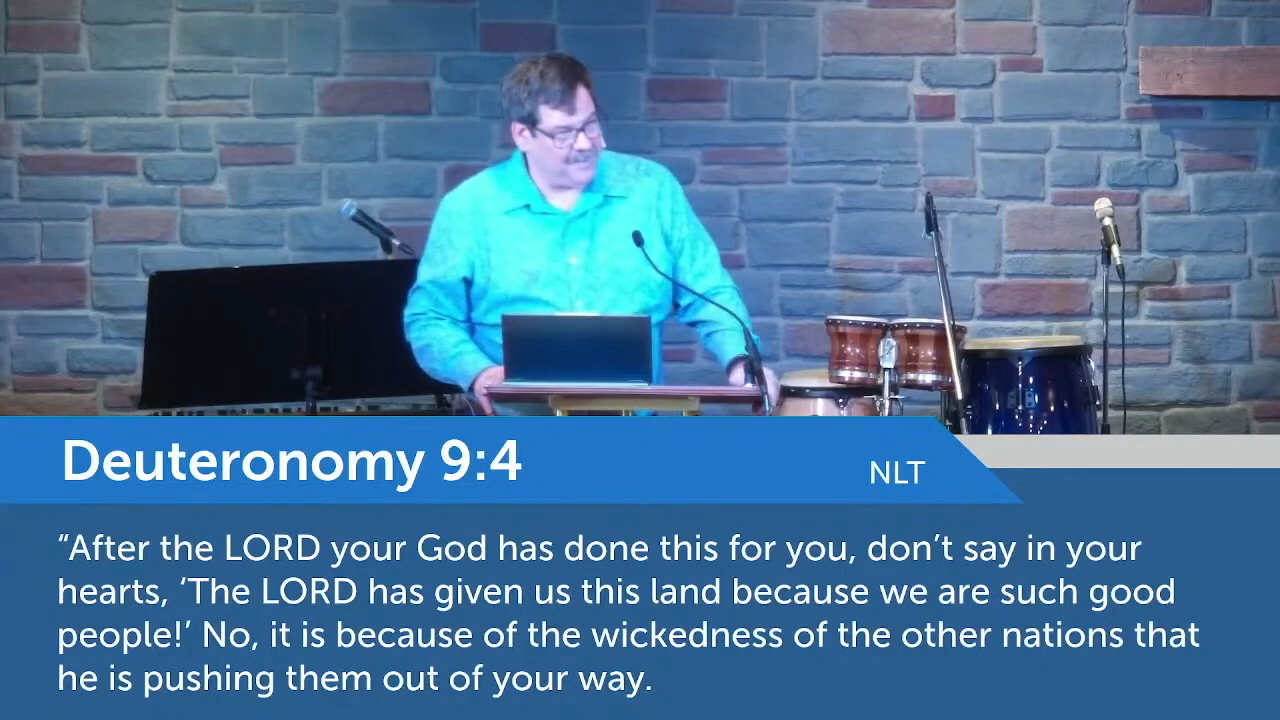 Deuteronomy 9:4
NLT
“After the LORD your God has done this for you, don’t say in your
hearts, ‘The LORD has given us this land because we are such good
people!’ No, it is because of the wickedness of the other nations that
he is pushing them out of your way.